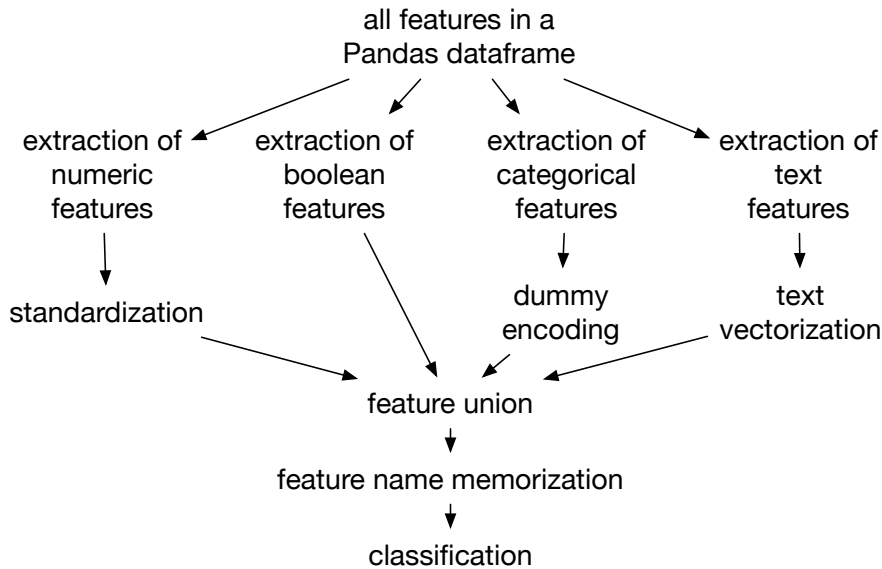 all features in a
Pandas dataframe
extraction of
numeric
features
extraction of
boolean
features
extraction of
categorical
features
extraction of
text
features
standardization
dummy
encoding
text
vectorization
feature union
feature name memorization
classification